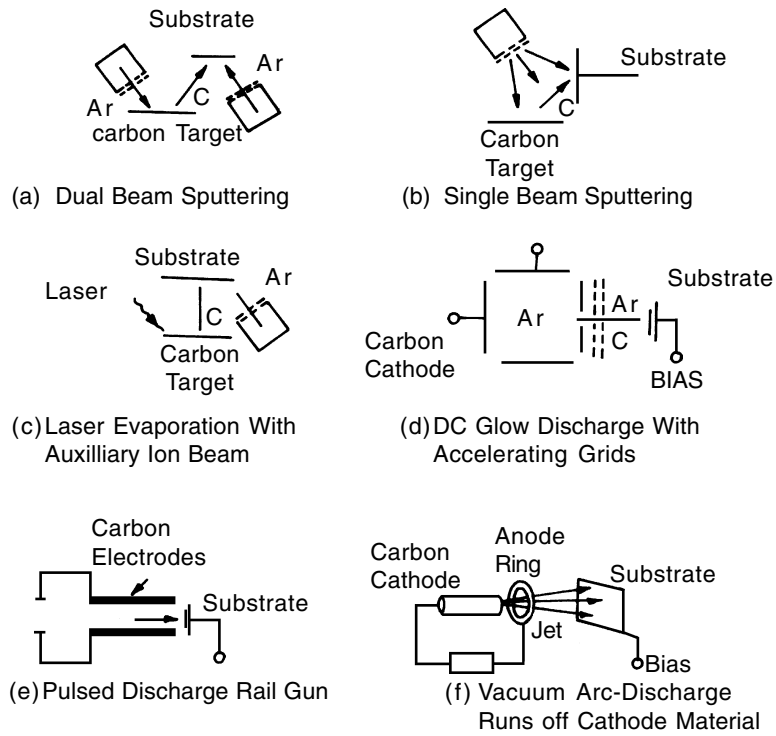 Substrate
Ar
Ar
C
carbon Target
(a) Dual Beam Sputtering
Substrate
C
Carbon
Target
(b) Single Beam Sputtering
Substrate
Ar
Laser
C
Carbon
Target
(c) Laser Evaporation With
Auxilliary Ion Beam
Substrate
Ar
Ar
C
Carbon
Cathode
BIAS
(d) DC Glow Discharge With
Accelerating Grids
Carbon
Electrodes
Substrate
(e) Pulsed Discharge Rail Gun
Anode
Ring
Carbon
Cathode
Substrate
Jet
Bias
(f) Vacuum Arc-Discharge
Runs off Cathode Material